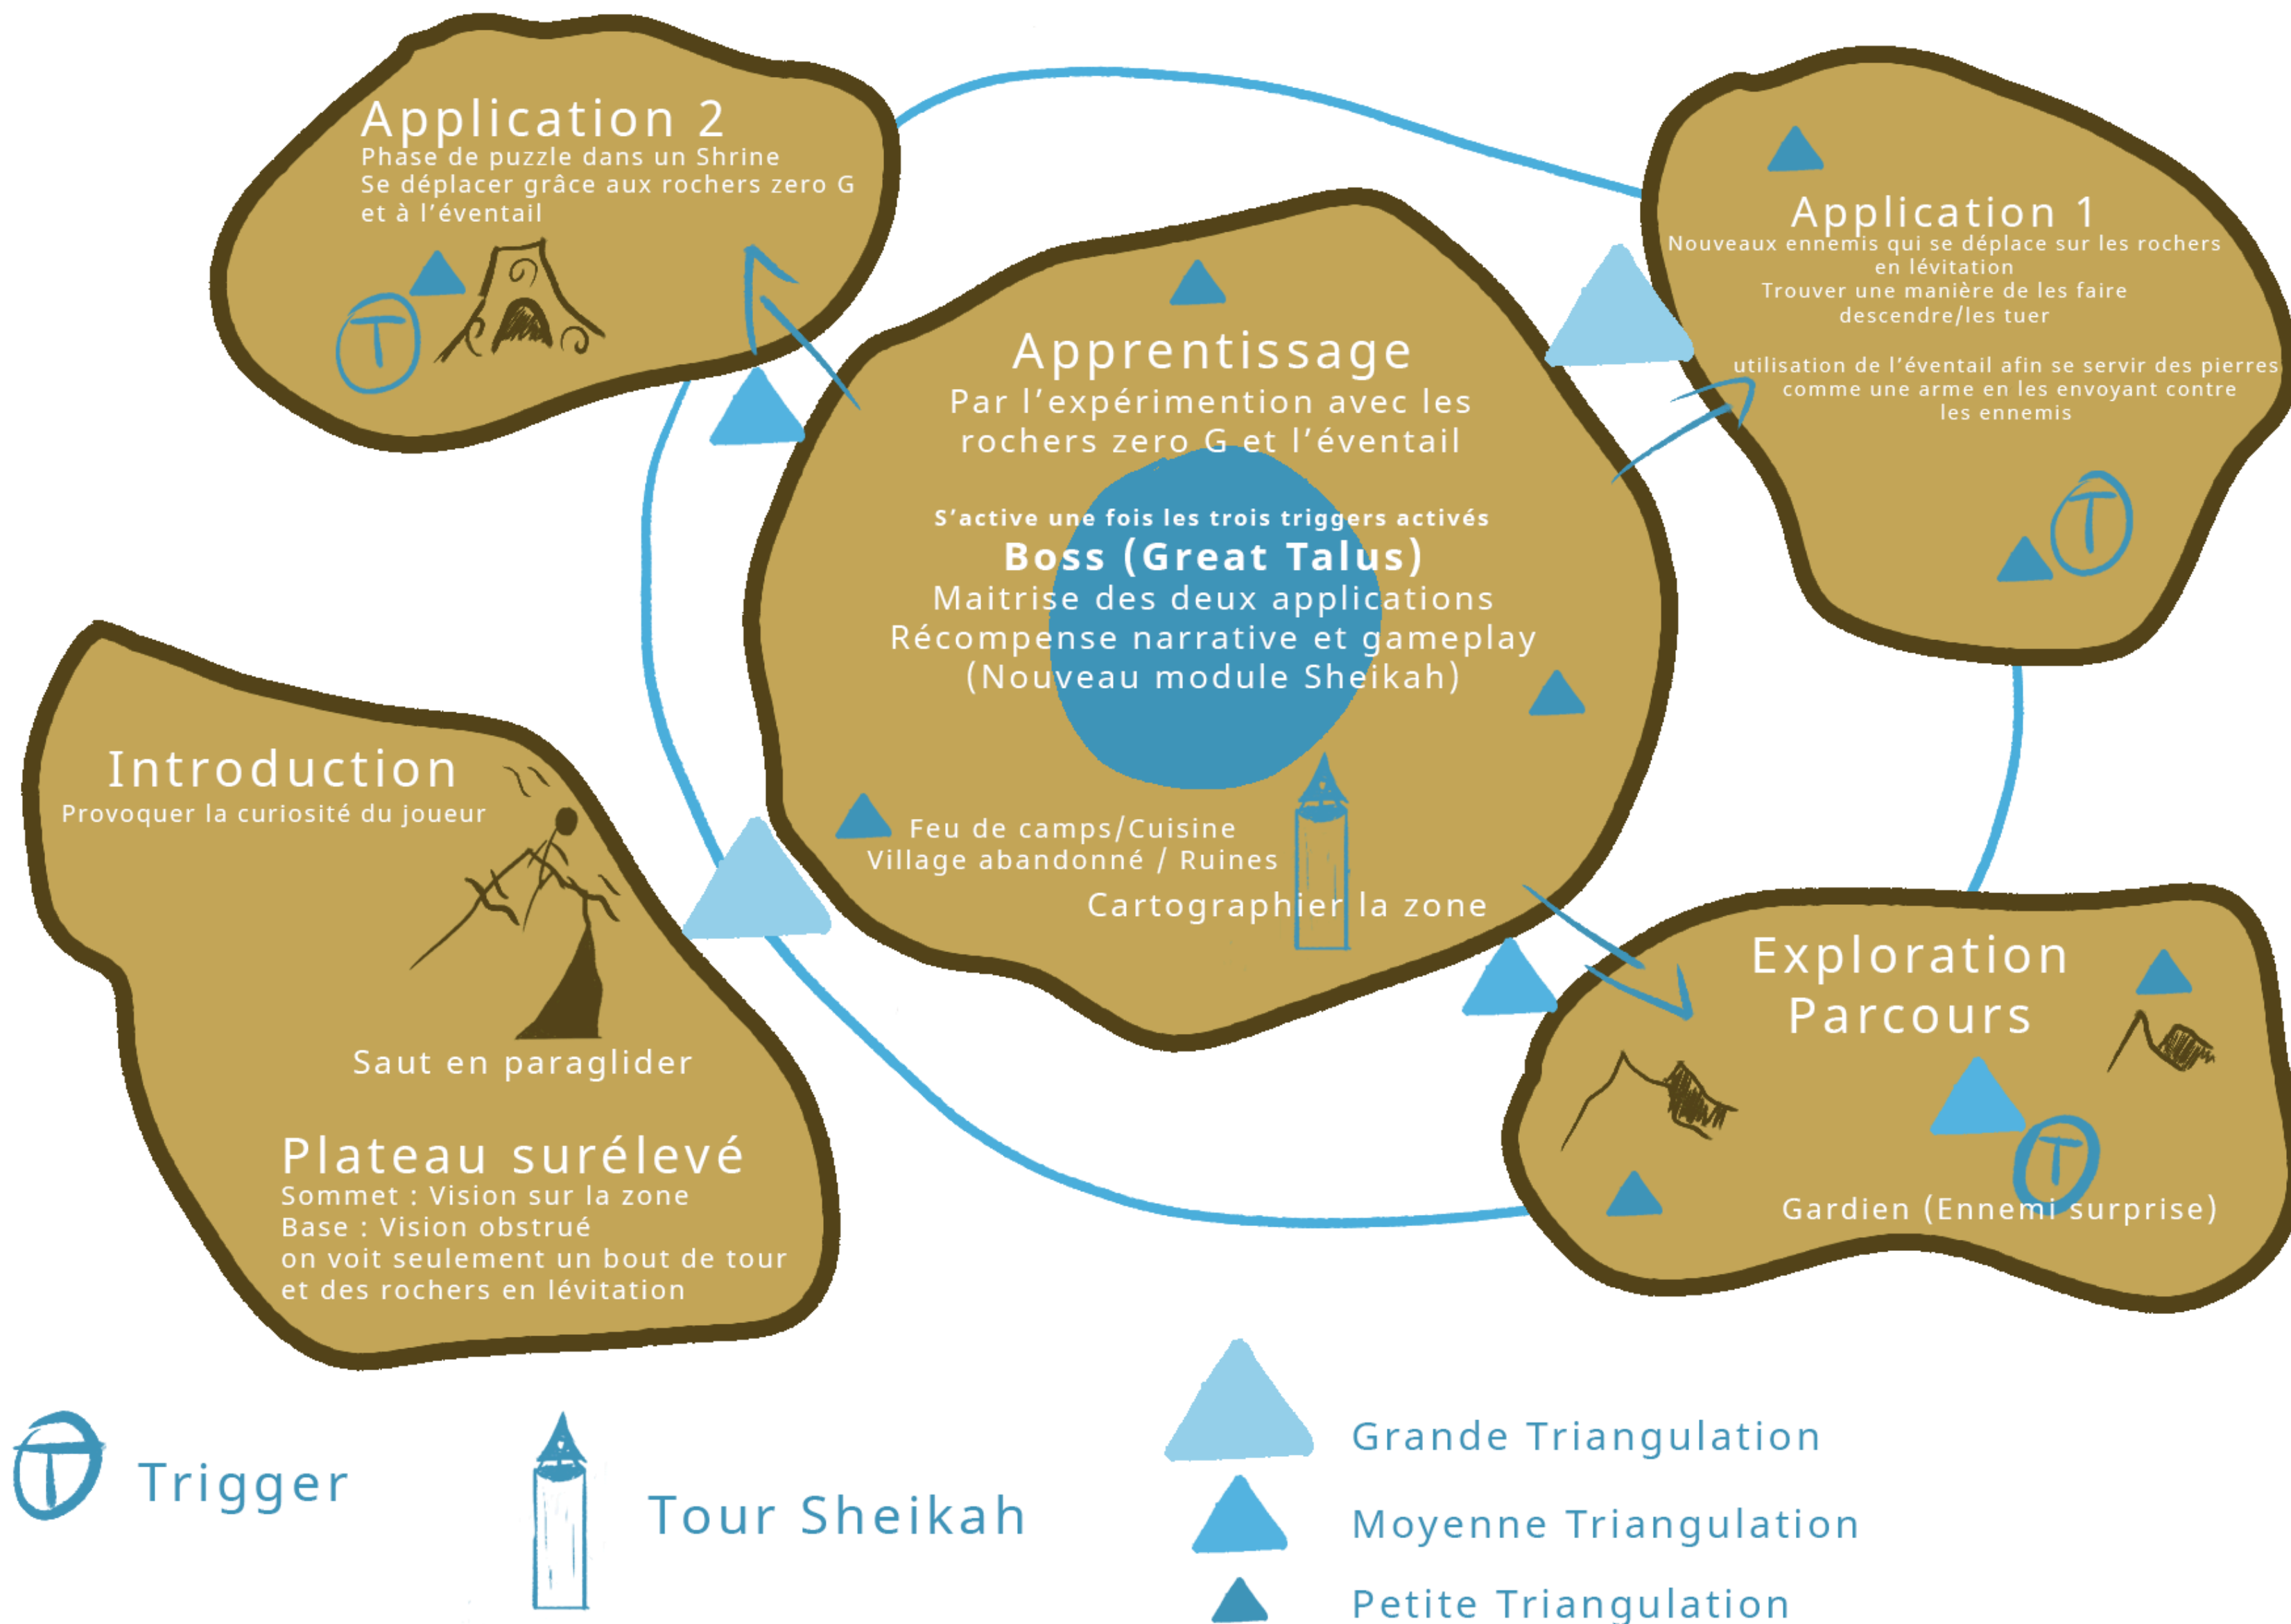 Application 2
Phase de puzzle dans un Shrine
Se déplacer grâce aux rochers zero G
et à l'éventail
T
Application 1
Nouveaux ennemis qui se déplace sur les rochers
en lévitation
Trouver une manière de les faire
descendre/les tuer
utilisation de l'éventail afin se servir des pierres
comme une arme en les envoyant contre
les ennemis
T
Apprentissage
Par l'expérimention avec les
rochers zero G et l'éventail
S'active une fois les trois triggers activés
Boss (Great Talus)
Maitrise des deux applications
Récompense narrative et gameplay
(Nouveau module Sheikah)
Feu de camps/Cuisine
Village abandonné / Ruines
Cartographier la zone
Introduction
Provoquer la curiosité du joueur
Saut en paraglider
Plateau surélevé
Sommet : Vision sur la zone
Base : Vision obstrué
on voit seulement un bout de tour
et des rochers en lévitation
Exploration
Parcours
T
Gardien (Ennemi surprise)
T
Trigger
Tour Sheikah
Grande Triangulation
Moyenne Triangulation
Petite Triangulation